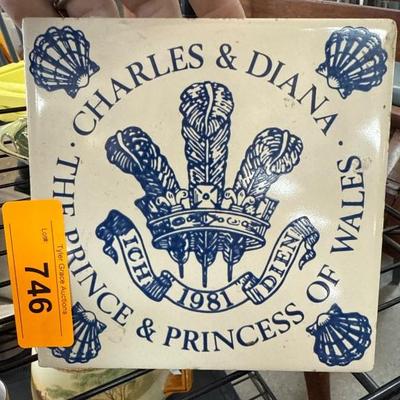 · CHARLES & DIANA ·
THE PRINCE & PRINCESS OF WALES
ICH 1981 DIEN
Tyler Grace Auctions
Lot#:
746